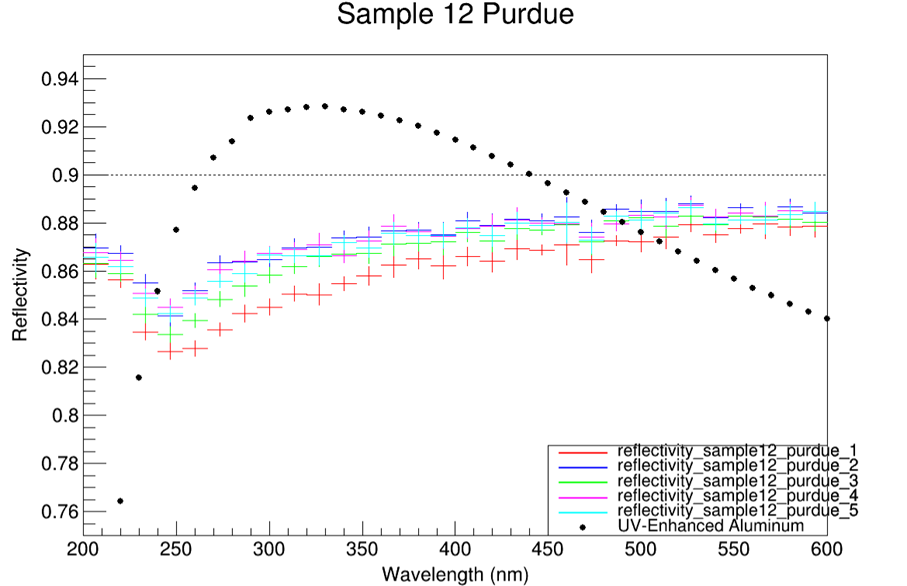 Sample 12 Purdue
Reflectivity
0.94
0.92
0.9
0.88
0.86
0.84
0.82
0.8
0.78
0.76
reflectivity_sample12_purdue_1
reflectivity_sample12_purdue_2
reflectivity_sample12_purdue_3
reflectivity_sample12_purdue_4
reflectivity_sample12_purdue_5
UV-Enhanced Aluminum
200 250 300 350 400 450 500 550 600
Wavelength (nm)